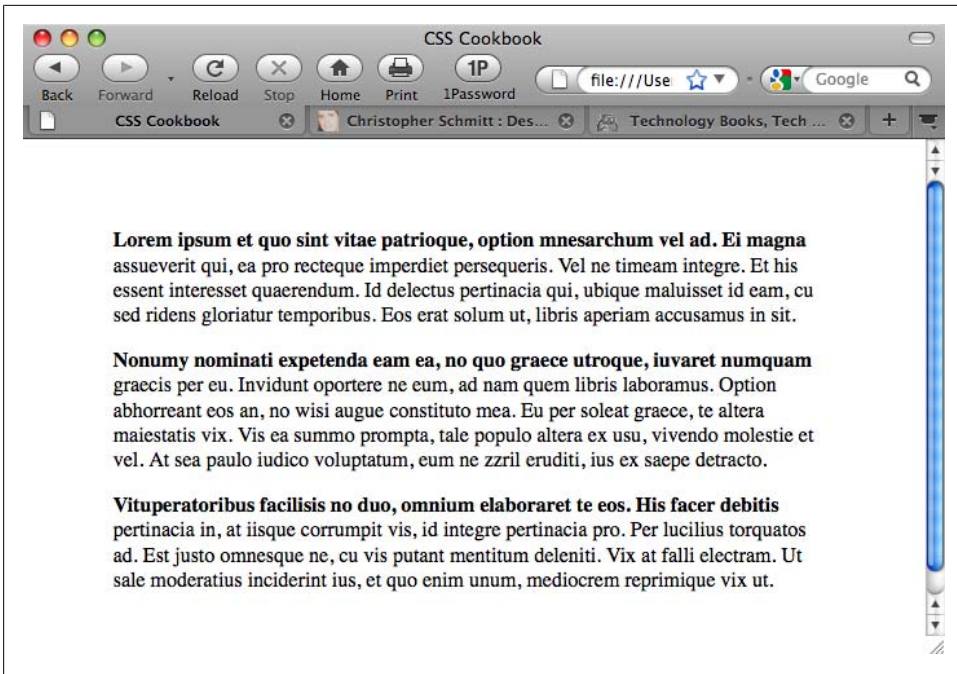 CSS Cookbook
1P
file:///Use
Google
Back Forward Reload Stop Home Print 1Password
CSS Cookbook Christopher Schmitt : Des... Technology Books, Tech ... +
Lorem ipsum et quo sint vitae patrioque, option mnesarchum vel ad. Ei magna
assueverit qui, ea pro recteque imperdiet persequeris. Vel ne timeam integre. Et his
essent interesset quaerendum. Id delectus pertinacia qui, ubique maluisset id eam, cu
sed ridens gloriatur temporibus. Eos erat solum ut, libris aperiam accusamus in sit.
Nonumy nominati expetenda eam ea, no quo graece utroque, iuvaret numquam
graecis per eu. Invidunt oportere ne eum, ad nam quem libris laboramus. Option
abhorreant eos an, no wisi augue constituto mea. Eu per soleat graece, te altera
maiestatis vix. Vis ea summo prompta, tale populo altera ex usu, vivendo molestie et
vel. At sea paulo iudico voluptatum, eum ne zzril eruditi, ius ex saepe detracto.
Vituperatoribus facilisis no duo, omnium elaboraret te eos. His facer debitis
pertinacia in, at iisque corrumpit vis, id integre pertinacia pro. Per lucilius torquatos
ad. Est justo omnesque ne, cu vis putant mentitum deleniti. Vix at falli electram. Ut
sale moderatius inciderint ius, et quo enim unum, mediocrem reprimique vix ut.